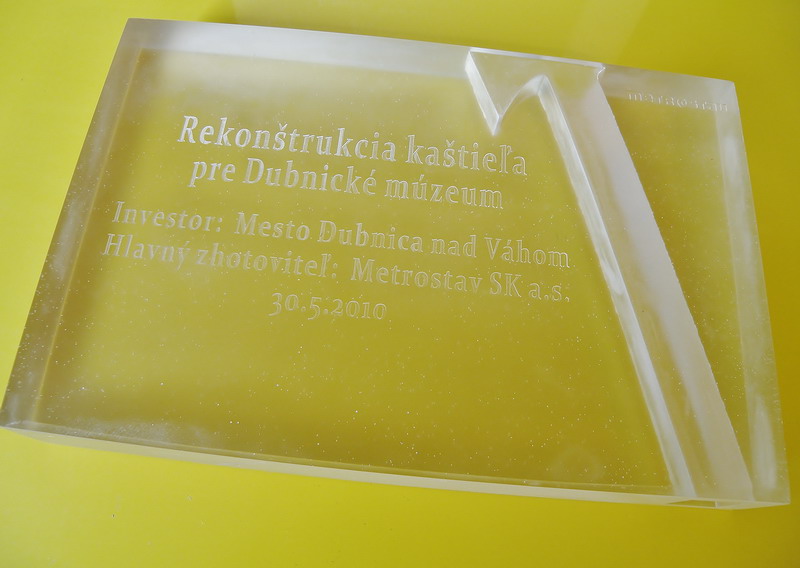 Rekonštrukcia kaštieľa
pre Dubnické múzeum
Investor: Mesto Dubnica nad Váhom
Hlavný zhotoviteľ: Metrostav SK a.s.
30.5.2010